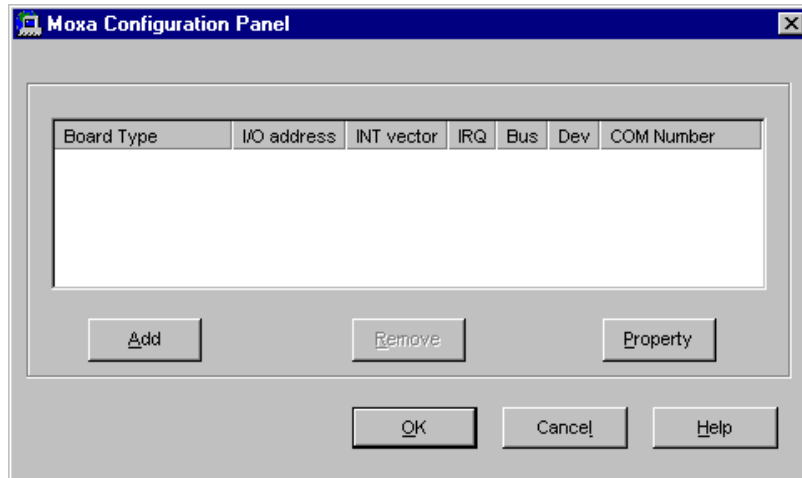 Moxa Configuration Panel
Board Type I/O address INT vector IRQ Bus Dev COM Number
Add Remove Property
OK Cancel Help